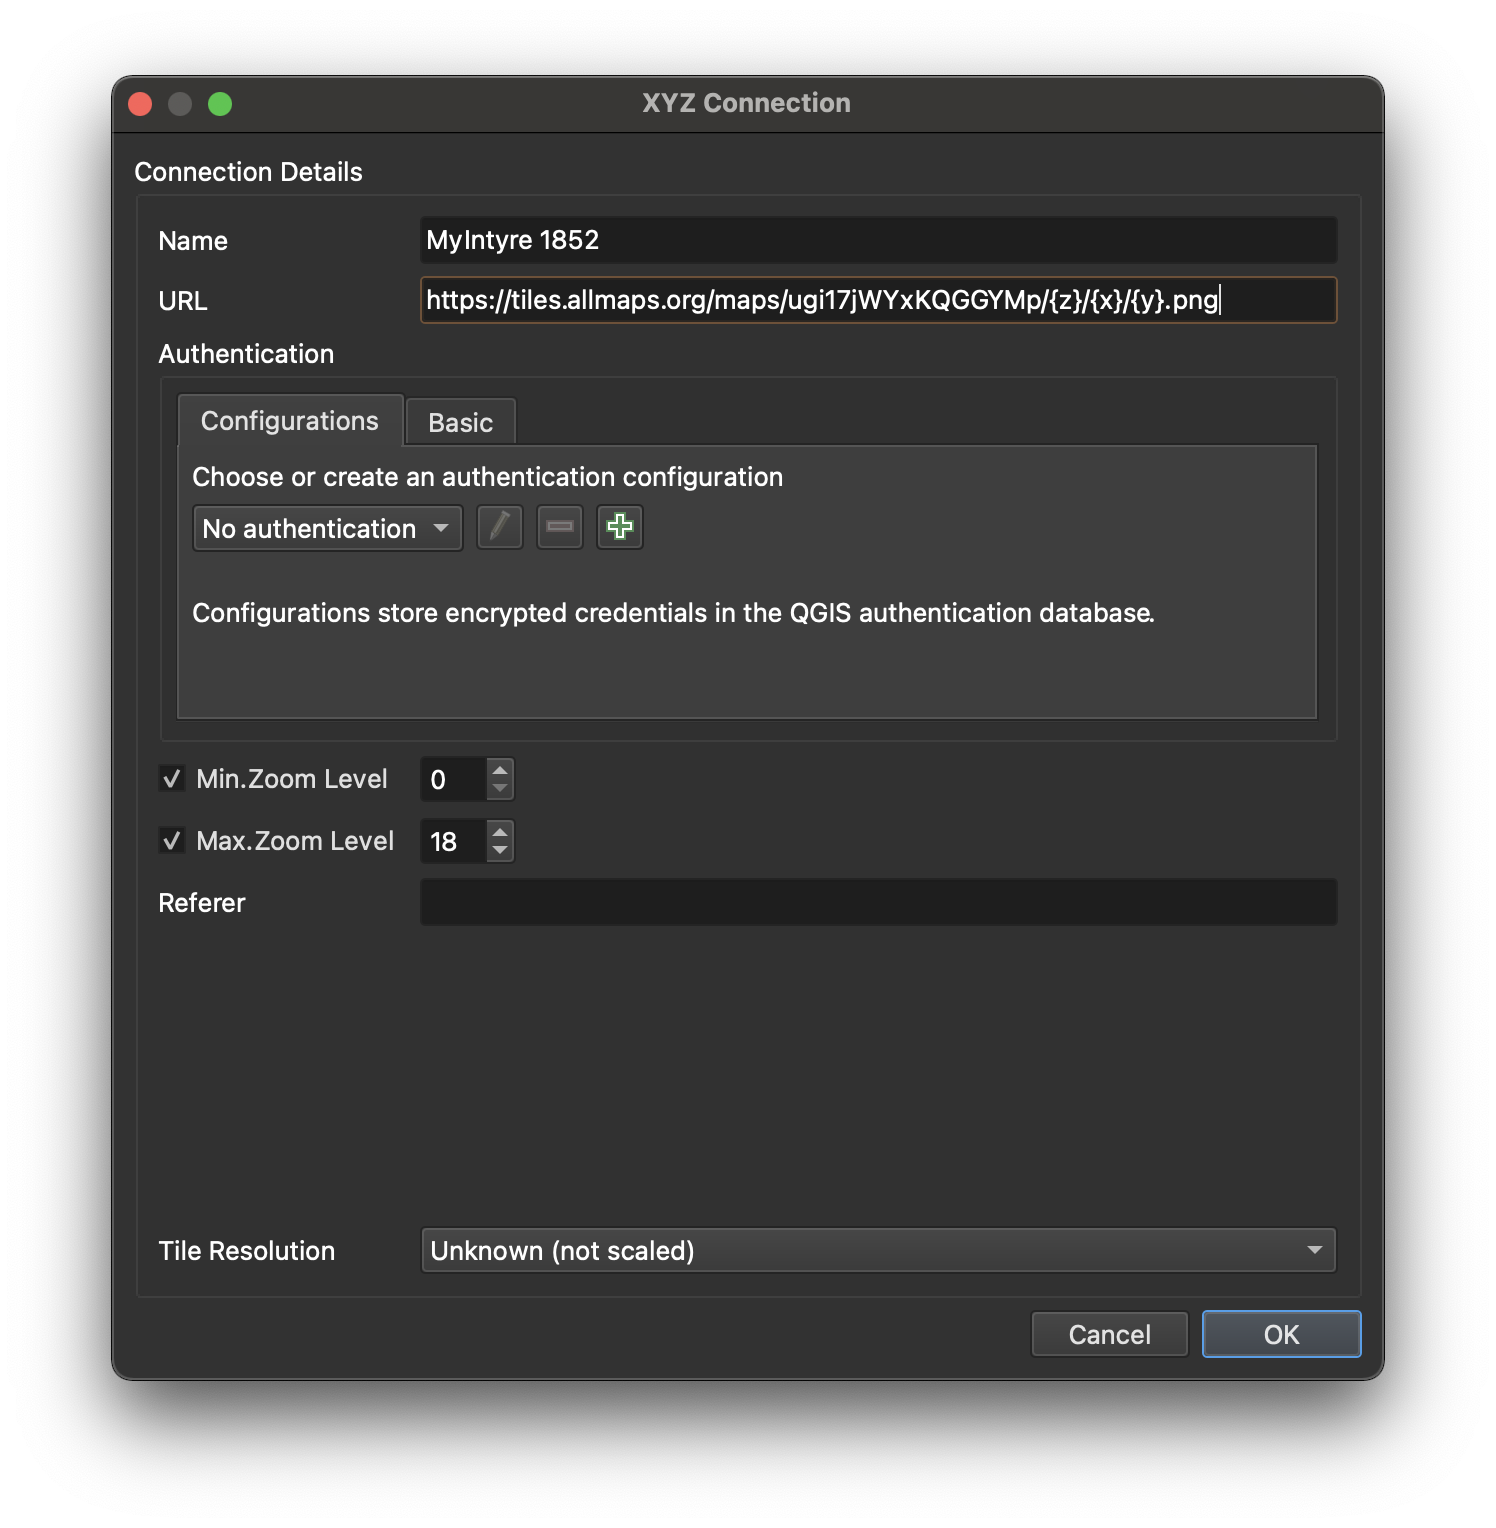 XYZ Connection
Connection Details
Name MyIntyre 1852
URL https://tiles.allmaps.org/maps/ugi17jWYxKQGGYMp/{z}/{x}/{y}.png
Authentication
Configurations Basic
Choose or create an authentication configuration
No authentication
Configurations store encrypted credentials in the QGIS authentication database.
Min.Zoom Level 0
Max.Zoom Level 18
Referer
Tile Resolution Unknown (not scaled)
Cancel OK